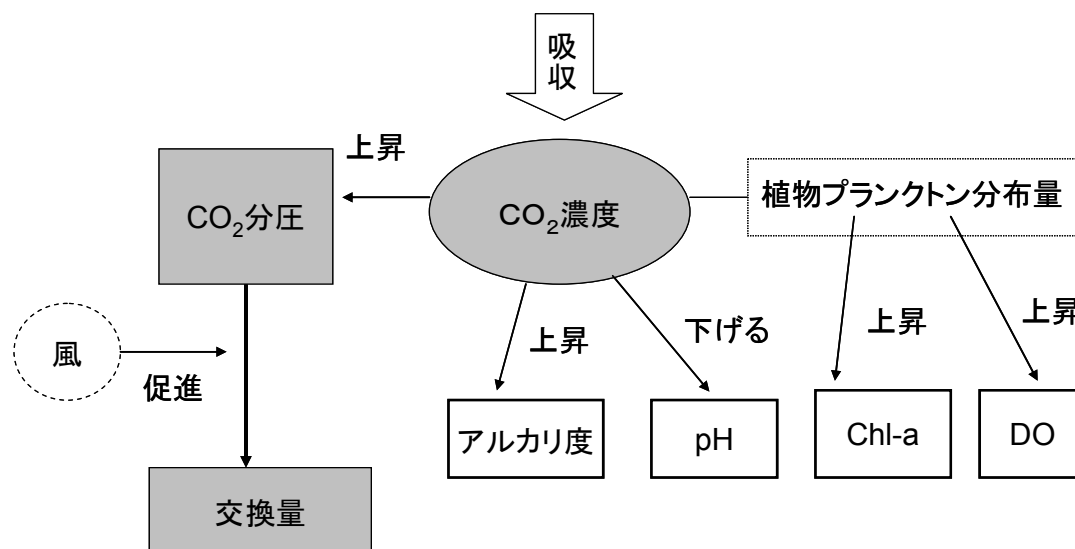 吸
収
上昇
CO2分圧
CO2濃度
植物プランクトン分布量
風
促進
上昇
下げる
上昇
上昇
アルカリ度
pH
Chl-a
DO
交換量